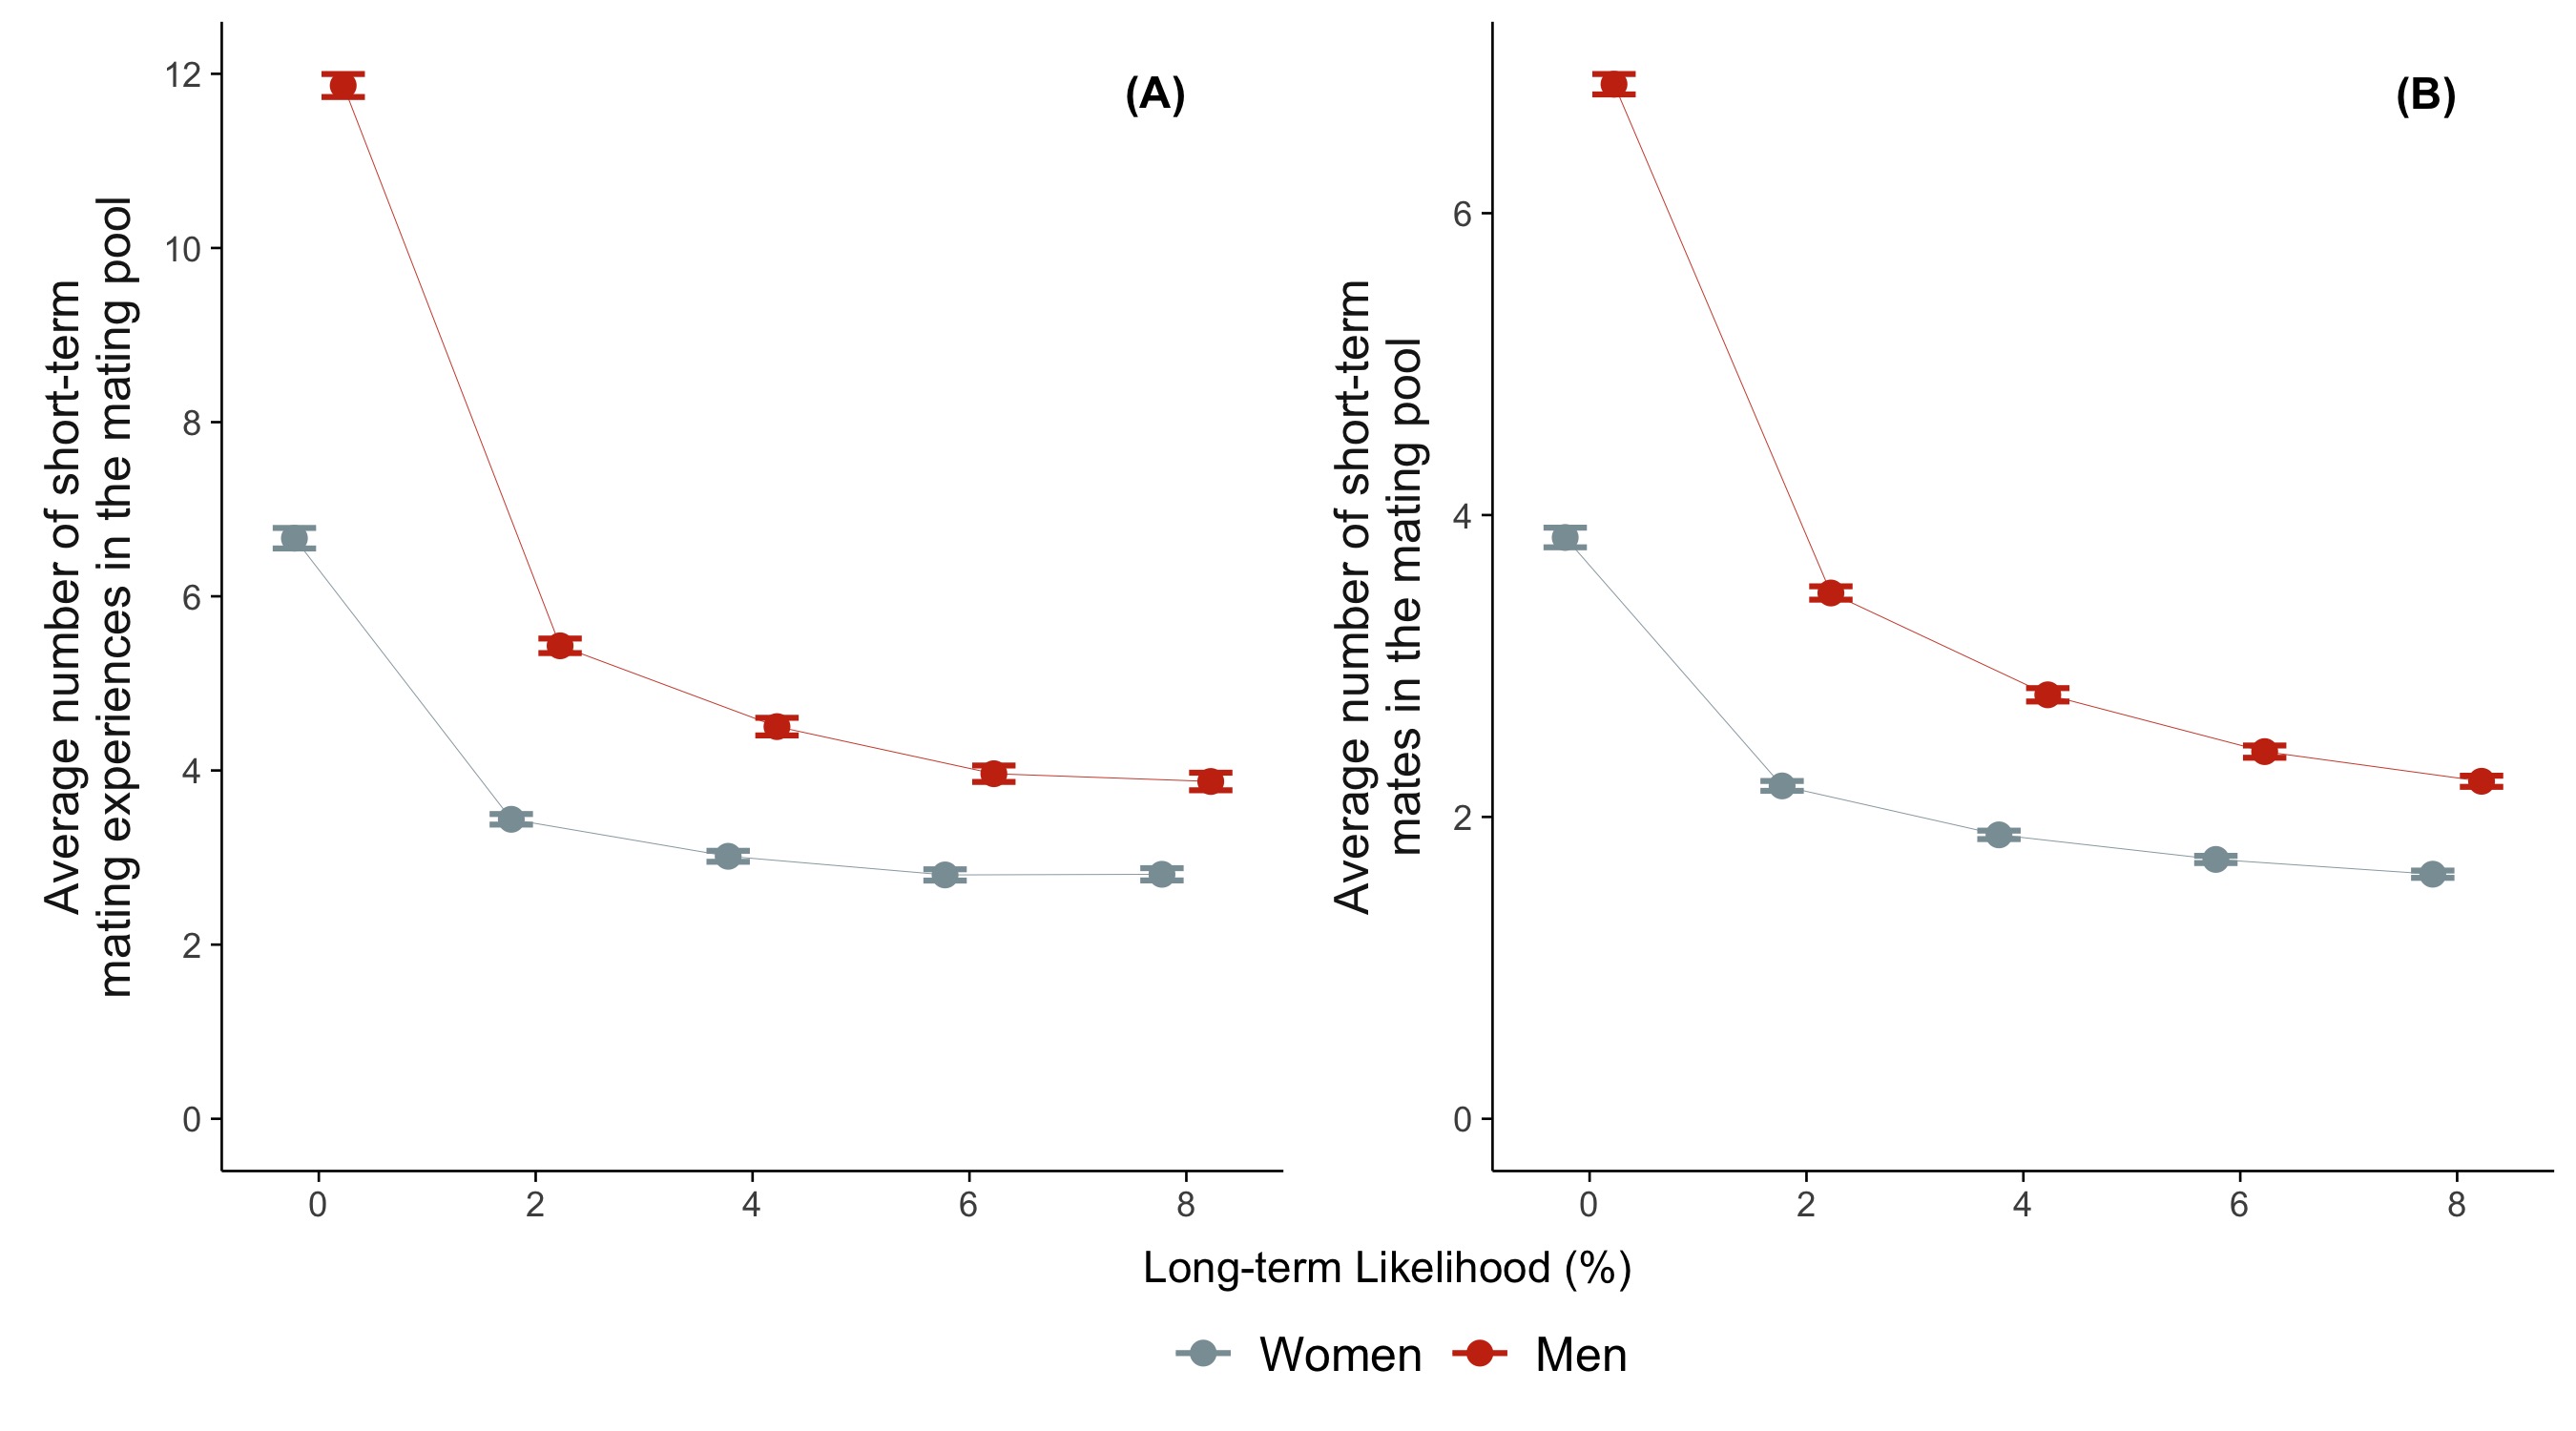 Average number of short-term
mating experiences in the mating pool
12
10
8
6
4
2
0
(A)
0 2 4 6 8
Average number of short-term
mates in the mating pool
6
4
2
0
(B)
0 2 4 6 8
Long-term Likelihood (%)
Women Men